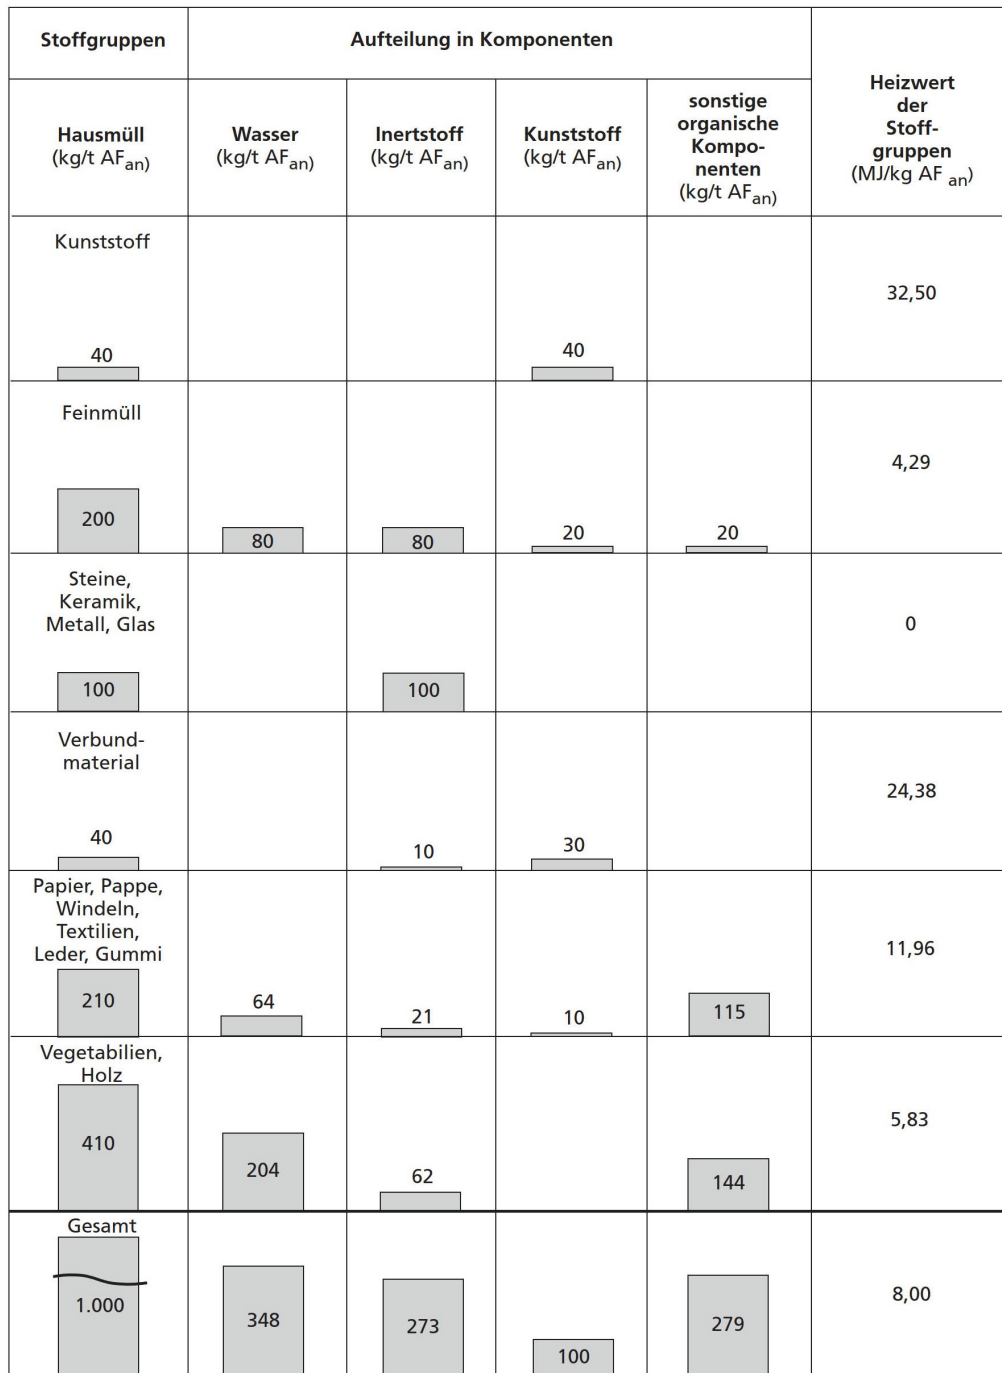 Stoffgruppen
Aufteilung in Komponenten
Heizwert
der
Stoff-
gruppen
(MJ/kg AF an)
Hausmüll
(kg/t AFan)
Wasser
(kg/t AFan)
Inertstoff
(kg/t AFan)
Kunststoff
(kg/t AFan)
sonstige
organische
Kompo-
nenten
(kg/t AFan)
Kunststoff
40
40
32,50
Feinmüll
200
80
80
20
20
4,29
Steine,
Keramik,
Metall, Glas
100
100
0
Verbund-
material
40
10
30
24,38
Papier, Pappe,
Windeln,
Textilien,
Leder, Gummi
210
64
21
10
115
11,96
Vegetabilien,
Holz
410
204
62
144
5,83
Gesamt
1.000
348
273
100
279
8,00